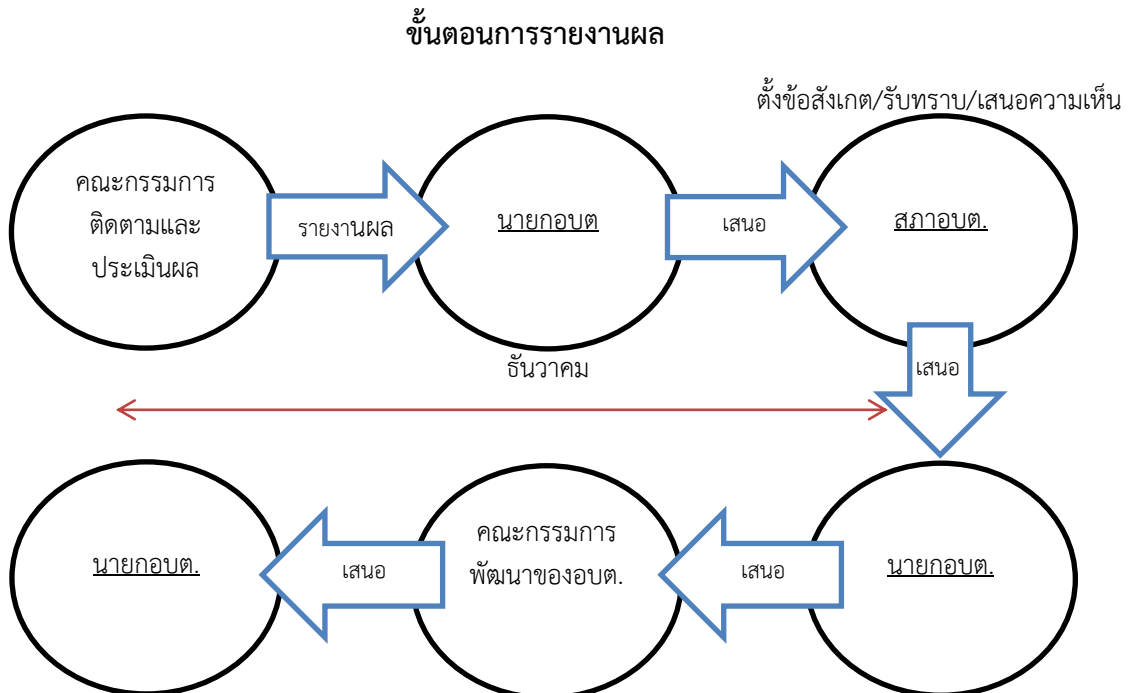 ขั้นตอนการรายงานผล
ตั้งข้อสังเกต/รับทราบ/เสนอความเห็น
คณะกรรมการ
ติดตามและ
ประเมินผล
รายงานผล
นายกอบต
เสนอ
สภาอบต.
เสนอ
ธันวาคม
นายกอบต.
เสนอ
คณะกรรมการ
พัฒนาของอบต.
เสนอ
นายกอบต.